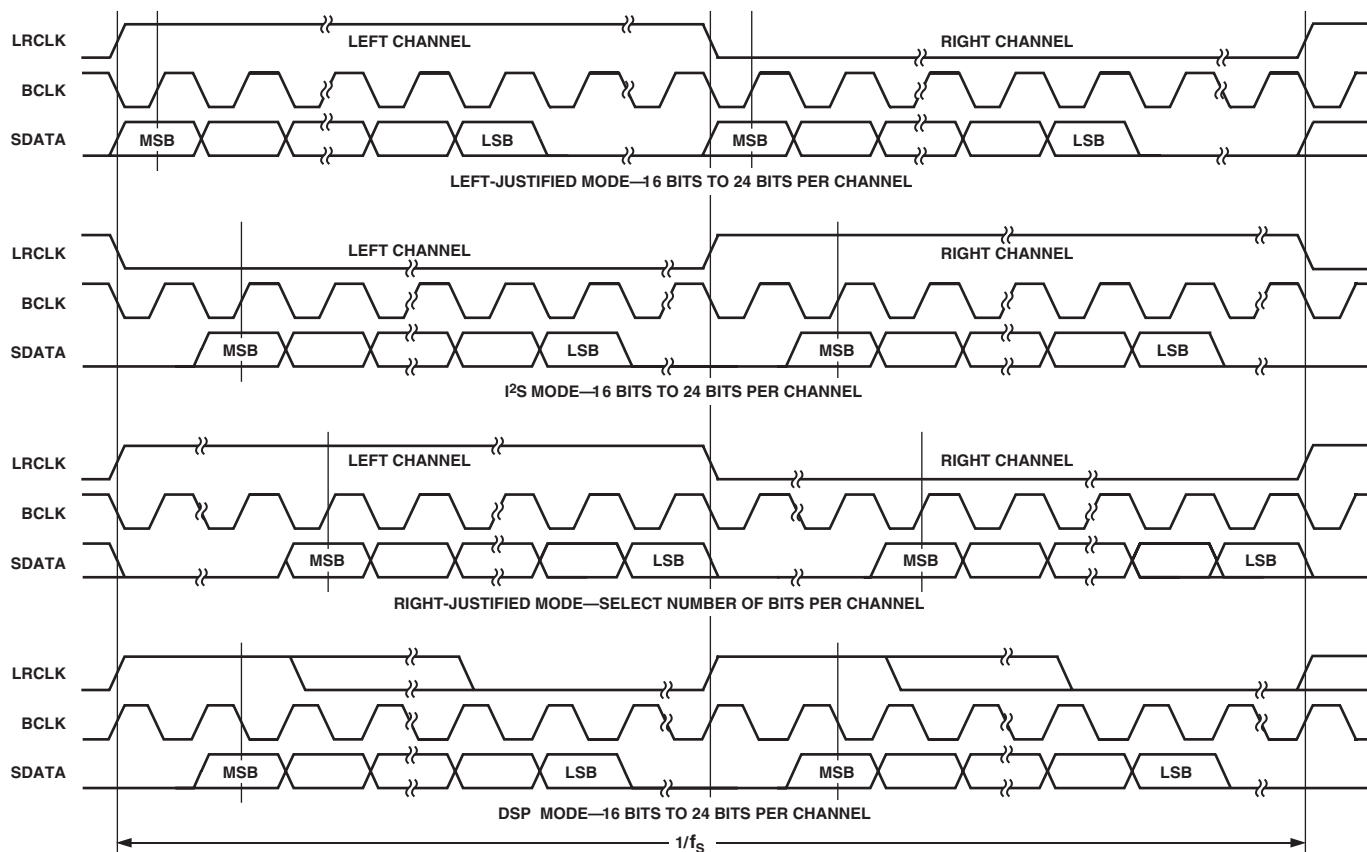 LRCLK
LEFT CHANNEL
RIGHT CHANNEL
BCLK
SDATA
MSB
LSB
MSB
LSB
LEFT-JUSTIFIED MODE—16 BITS TO 24 BITS PER CHANNEL
LRCLK
LEFT CHANNEL
RIGHT CHANNEL
BCLK
SDATA
MSB
LSB
MSB
LSB
I²S MODE—16 BITS TO 24 BITS PER CHANNEL
LRCLK
LEFT CHANNEL
RIGHT CHANNEL
BCLK
SDATA
MSB
LSB
MSB
LSB
RIGHT-JUSTIFIED MODE—SELECT NUMBER OF BITS PER CHANNEL
LRCLK
BCLK
SDATA
MSB
LSB
MSB
LSB
DSP MODE—16 BITS TO 24 BITS PER CHANNEL
1/fS